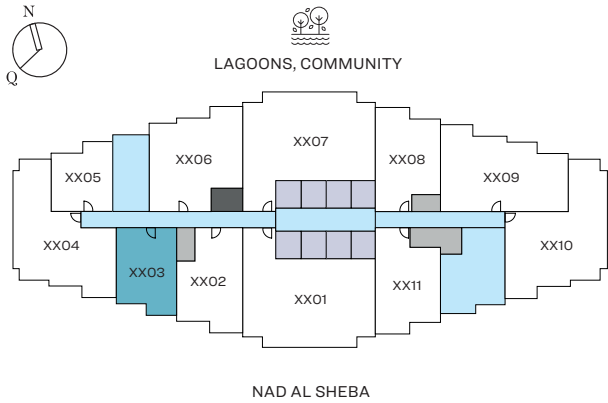 N
Q
LAGOONS, COMMUNITY
XX07
XX06
XX08
XX05
XX09
XX04
XX03
XX02
XX01
XX11
XX10
NAD AL SHEBA